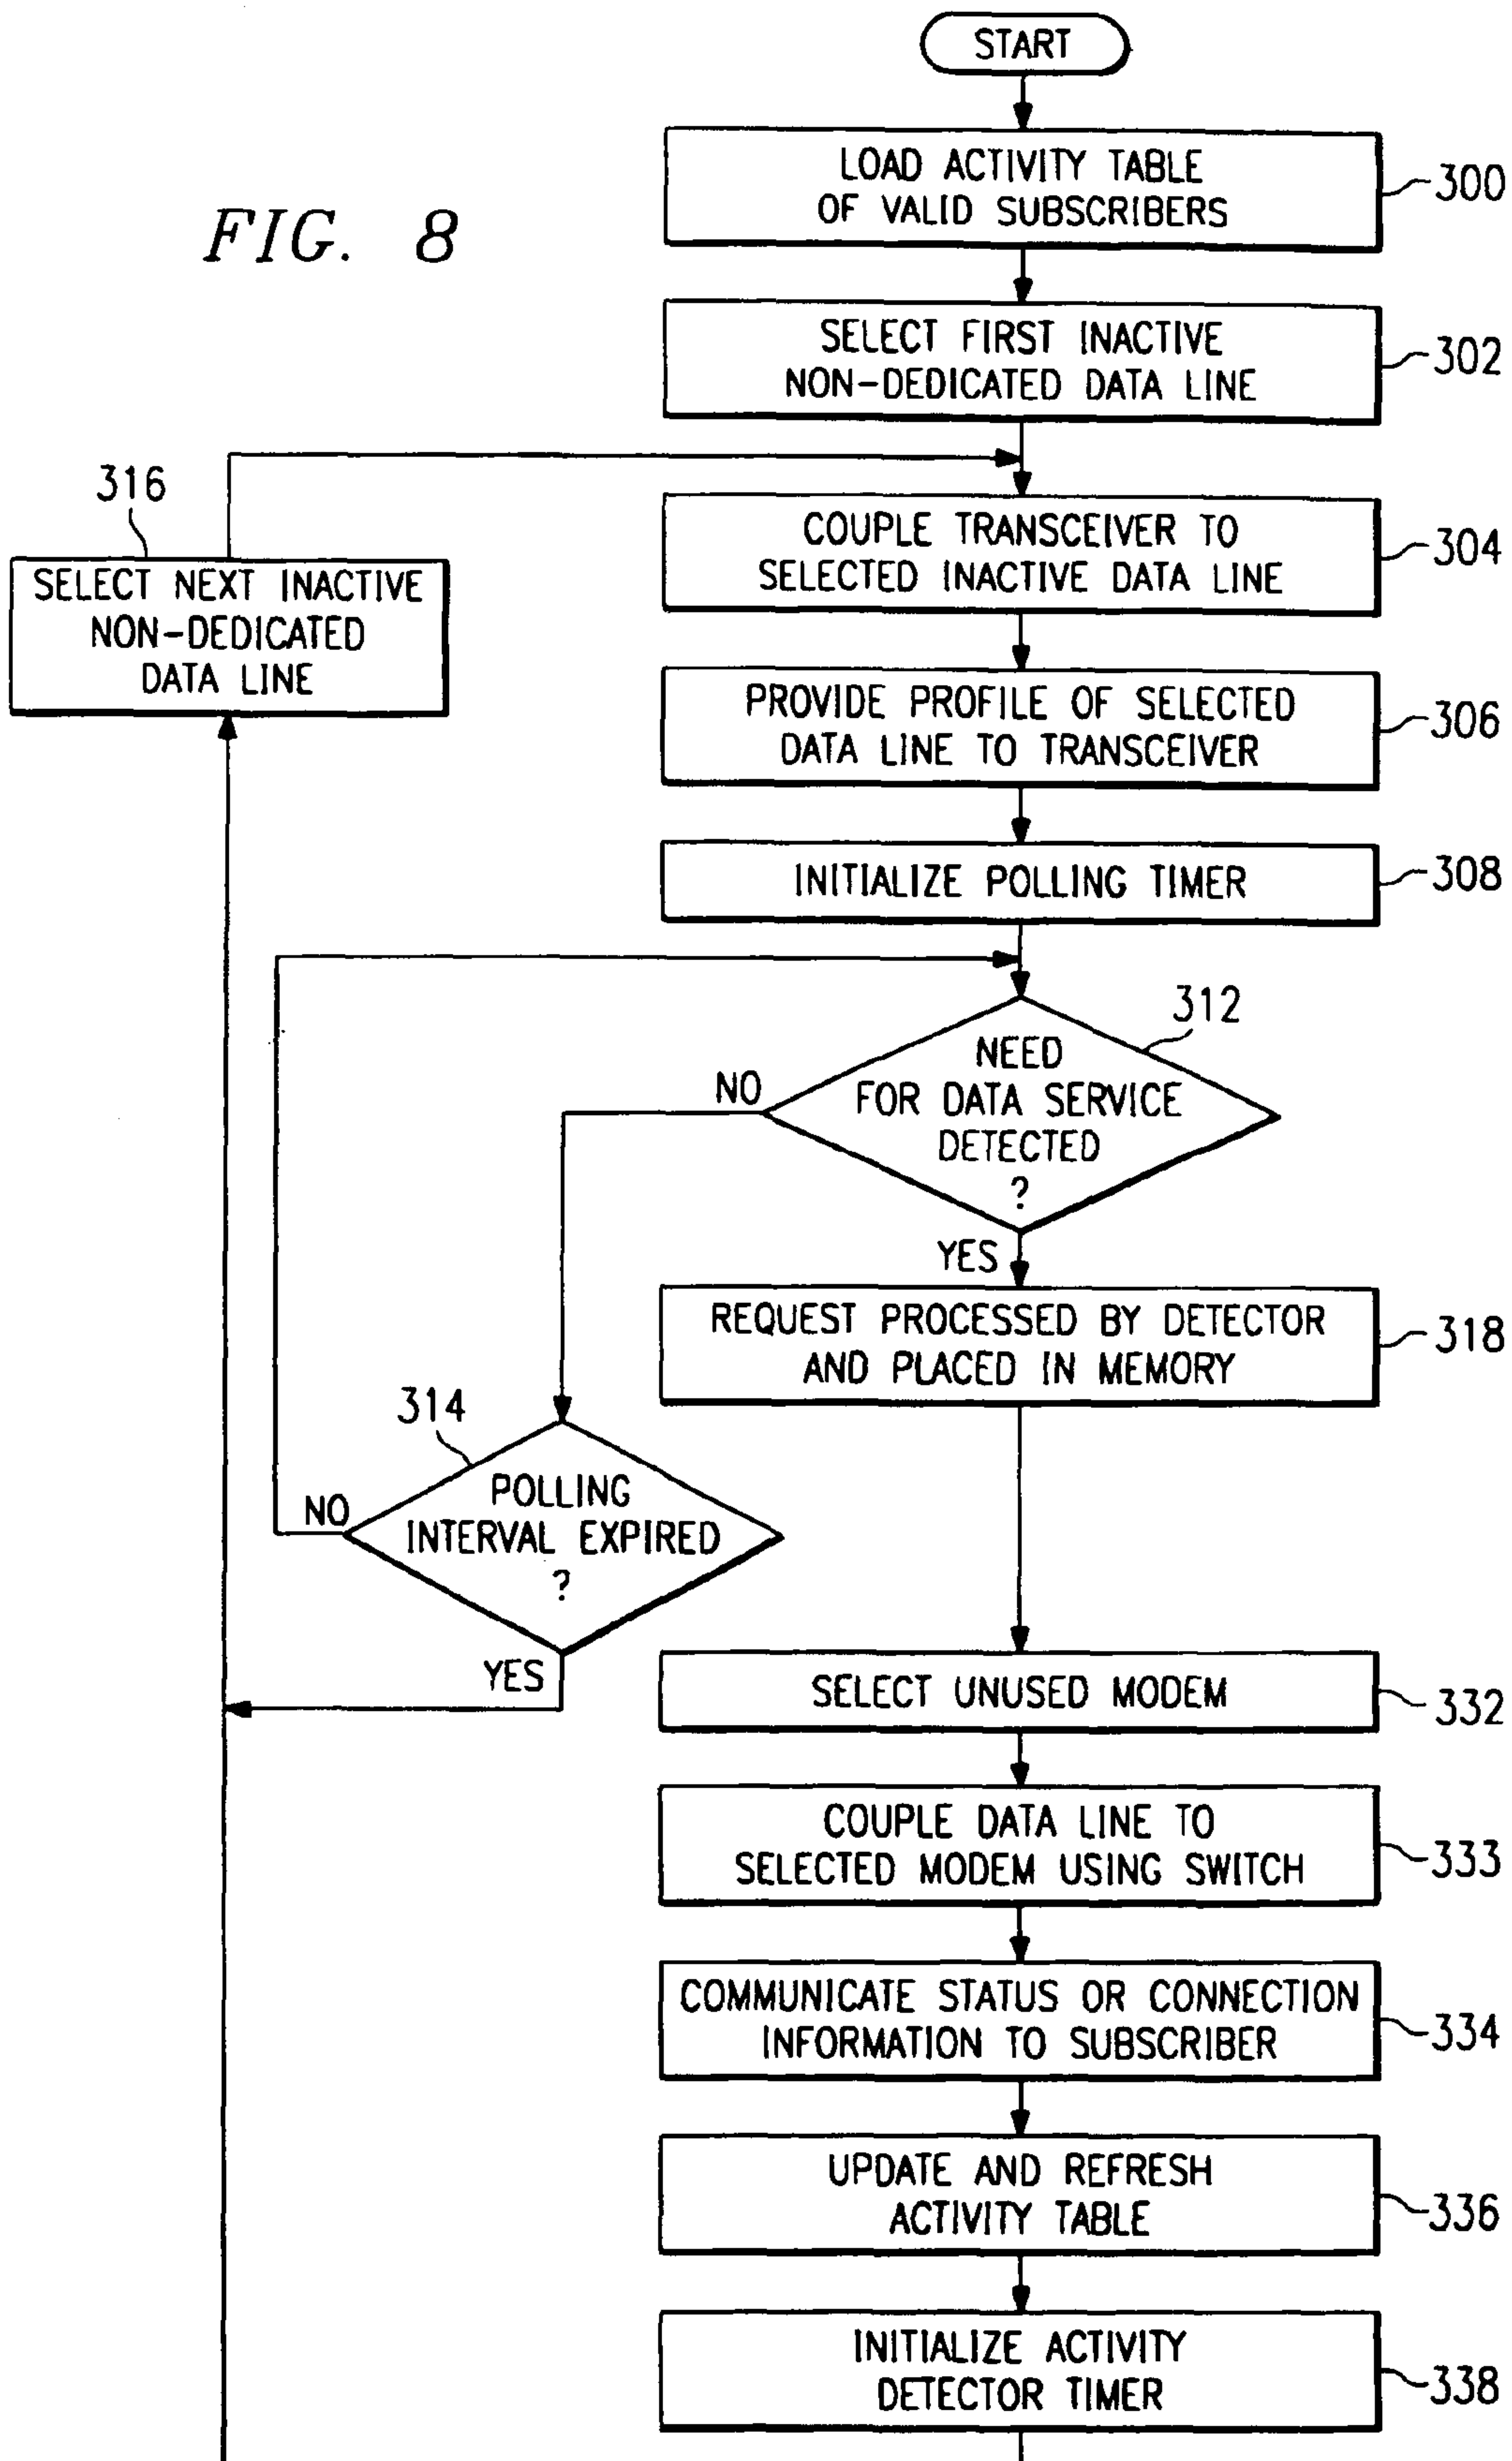 START
LOAD ACTIVITY TABLE
OF VALID SUBSCRIBERS
300
FIG. 8
SELECT FIRST INACTIVE
NON-DEDICATED DATA LINE
302
316
SELECT NEXT INACTIVE
NON-DEDICATED
DATA LINE
COUPLE TRANSCEIVER TO
SELECTED INACTIVE DATA LINE
304
PROVIDE PROFILE OF SELECTED
DATA LINE TO TRANSCEIVER
306
INITIALIZE POLLING TIMER
308
312
NEED
FOR DATA SERVICE
DETECTED
?
NO
YES
REQUEST PROCESSED BY DETECTOR
AND PLACED IN MEMORY
318
314
POLLING
INTERVAL EXPIRED
?
NO
YES
SELECT UNUSED MODEM
332
COUPLE DATA LINE TO
SELECTED MODEM USING SWITCH
333
COMMUNICATE STATUS OR CONNECTION
INFORMATION TO SUBSCRIBER
334
UPDATE AND REFRESH
ACTIVITY TABLE
336
INITIALIZE ACTIVITY
DETECTOR TIMER
338